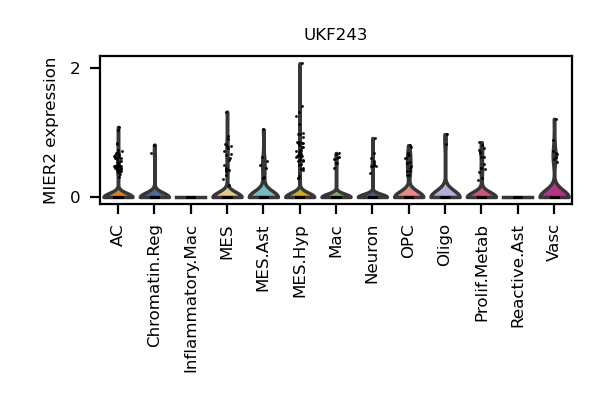 UKF243
MIER2 expression
2
0
AC
Chromatin.Reg
Inflammatory.Mac
MES
MES.Ast
MES.Hyp
Mac
Neuron
OPC
Oligo
Prolif.Metab
Reactive.Ast
Vasc